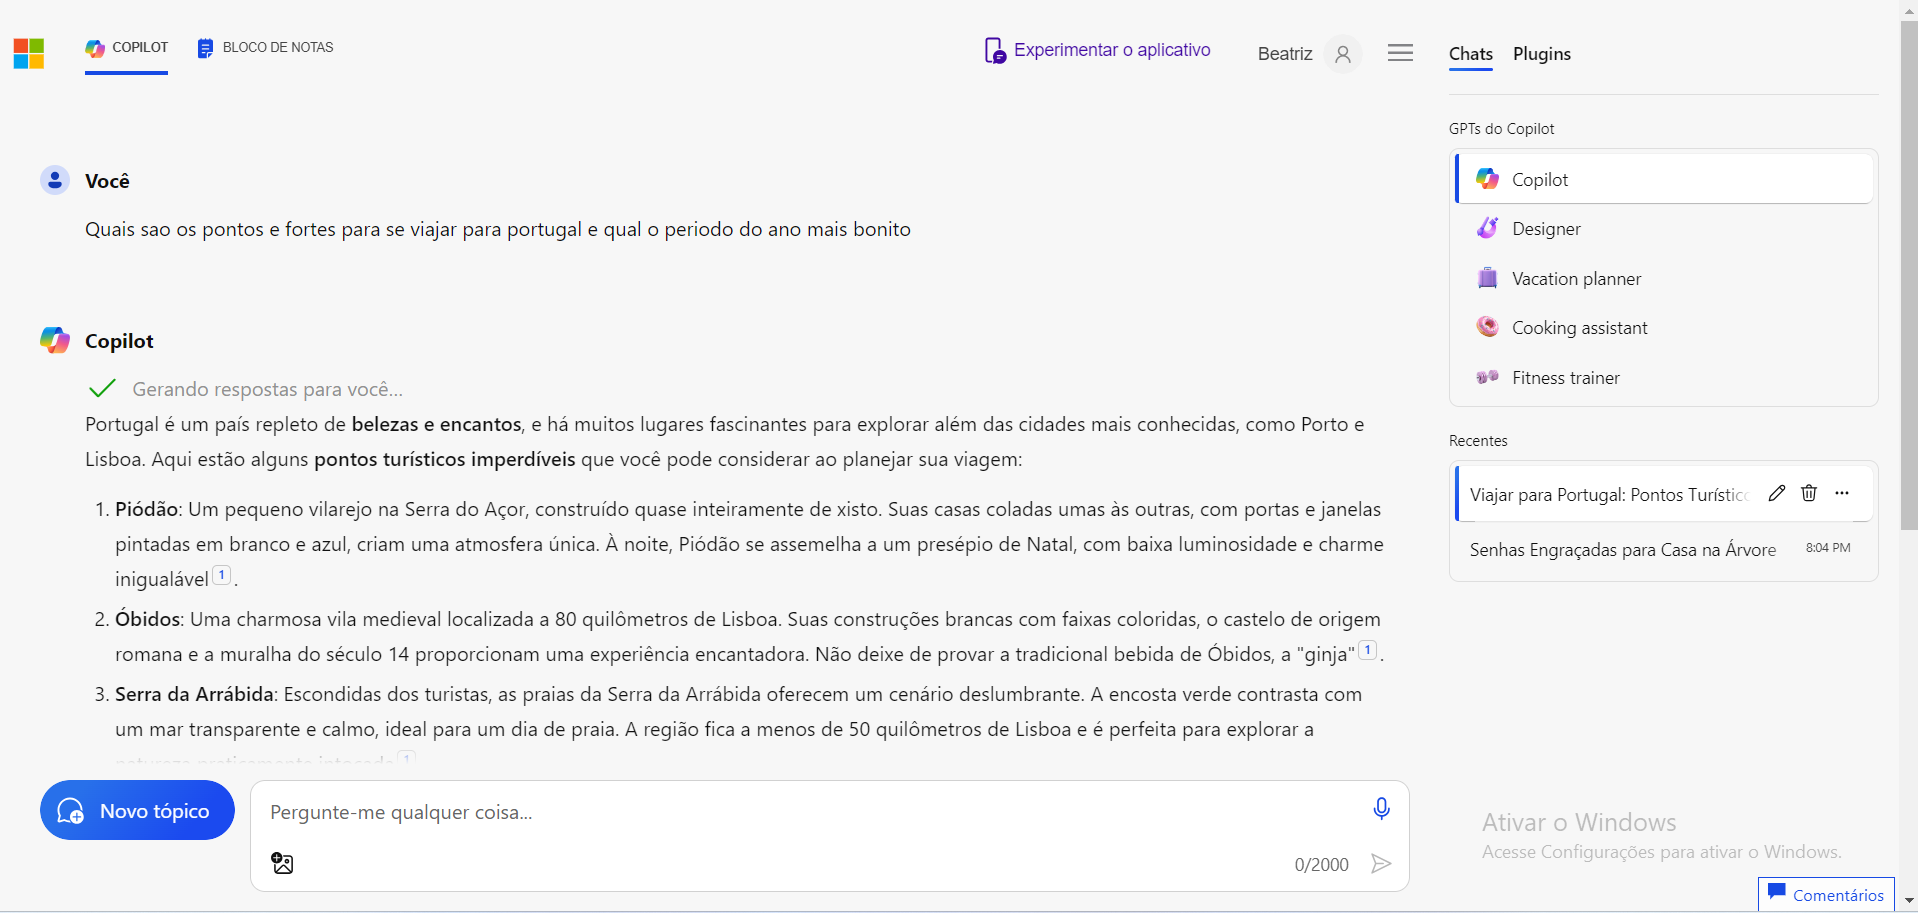 COPILOT
BLOCO DE NOTAS
Experimentar o aplicativo
Beatriz
Chats
Plugins
GPTs do Copilot
Copilot
Designer
Vacation planner
Cooking assistant
Fitness trainer
Recentes
Viajar para Portugal: Pontos Turístic
Senhas Engraçadas para Casa na Árvore
8:04 PM
Você
Quais sao os pontos e fortes para se viajar para portugal e qual o periodo do ano mais bonito
Copilot
Gerando respostas para você...
Portugal é um país repleto de belezas e encantos, e há muitos lugares fascinantes para explorar além das cidades mais conhecidas, como Porto e
Lisboa. Aqui estão alguns pontos turísticos imperdíveis que você pode considerar ao planejar sua viagem:
1. Piódão: Um pequeno vilarejo na Serra do Açor, construído quase inteiramente de xisto. Suas casas coladas umas às outras, com portas e janelas
pintadas em branco e azul, criam uma atmosfera única. À noite, Piódão se assemelha a um presépio de Natal, com baixa luminosidade e charme
inigualável 1 .
2. Óbidos: Uma charmosa vila medieval localizada a 80 quilômetros de Lisboa. Suas construções brancas com faixas coloridas, o castelo de origem
romana e a muralha do século 14 proporcionam uma experiência encantadora. Não deixe de provar a tradicional bebida de Óbidos, a "ginja" 1 .
3. Serra da Arrábida: Escondidas dos turistas, as praias da Serra da Arrábida oferecem um cenário deslumbrante. A encosta verde contrasta com
um mar transparente e calmo, ideal para um dia de praia. A região fica a menos de 50 quilômetros de Lisboa e é perfeita para explorar a
natureza praticamente intocada 1
Novo tópico
Pergunte-me qualquer coisa...
0/2000
Ativar o Windows
Acesse Configurações para ativar o Windows.
Comentários